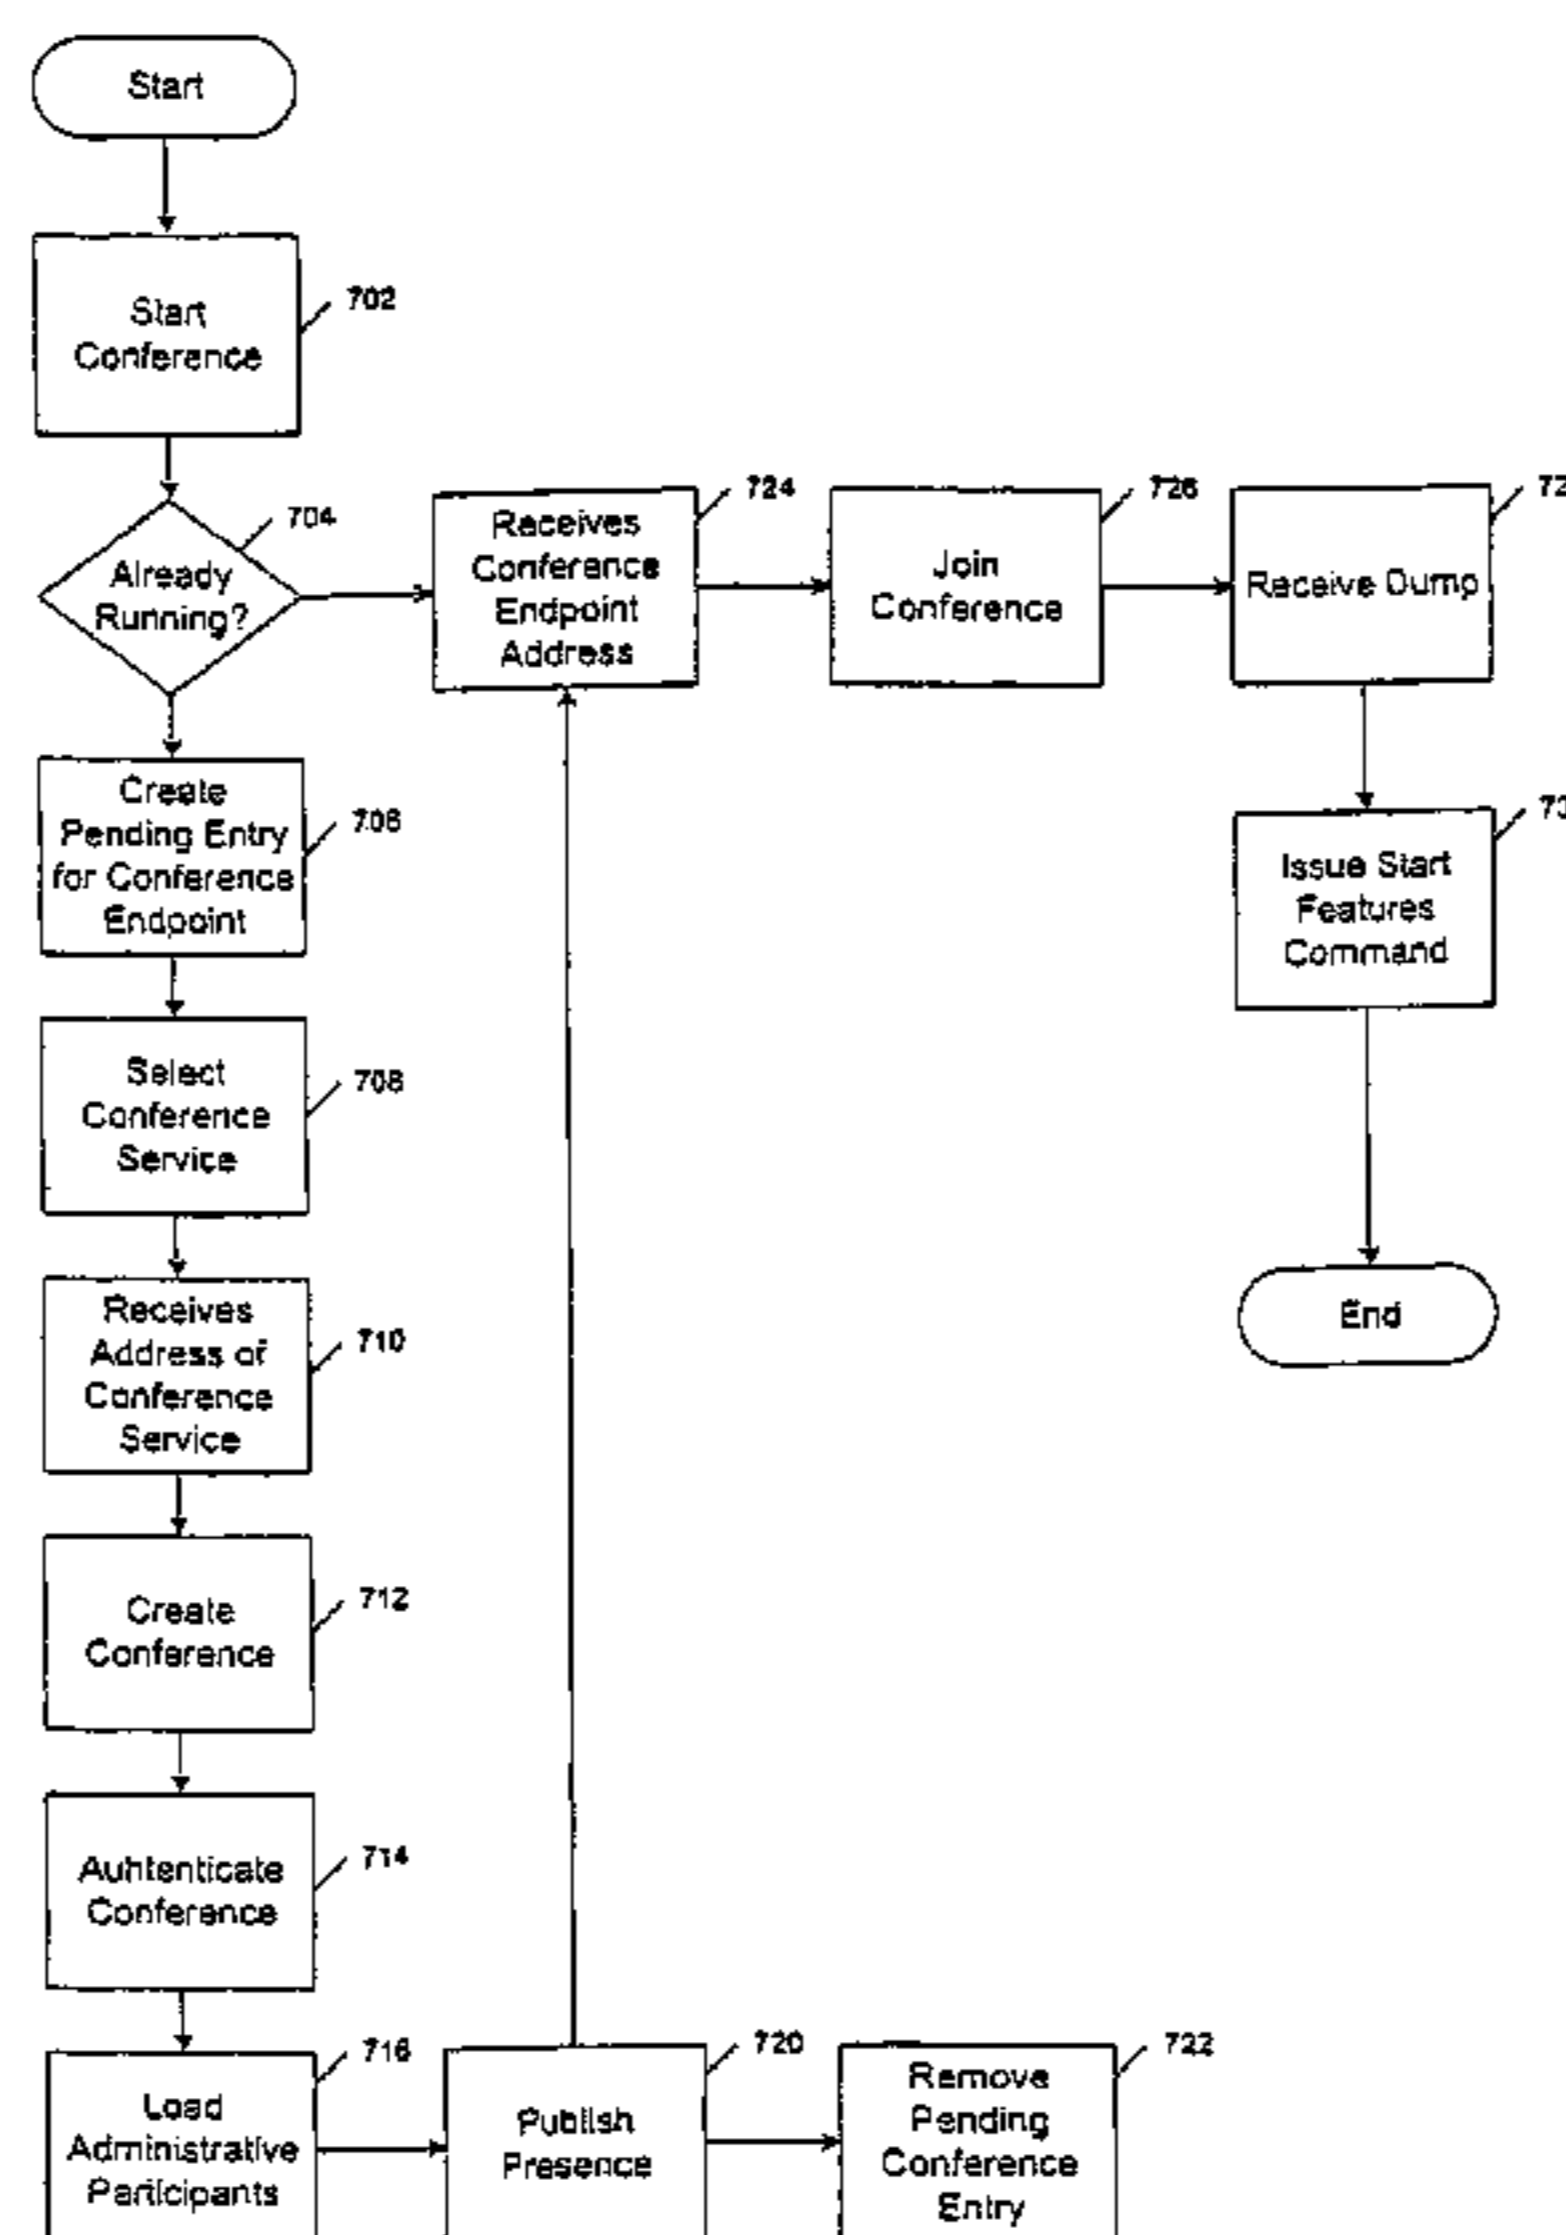 Start
Start
Conference
702
Already
Running?
704
Receives
Conference
Endpoint
Address
724
Join
Conference
726
Receive Dump
72
Create
Pending Entry
for Conference
Endpoint
706
Issue Start
Features
Command
73
Select
Conference
Service
708
Receives
Address of
Conference
Service
710
End
Create
Conference
712
Auhtenticate
Conference
714
Load
Administrative
Participants
716
Publish
Presence
720
Remove
Pending
Conference
Entry
722